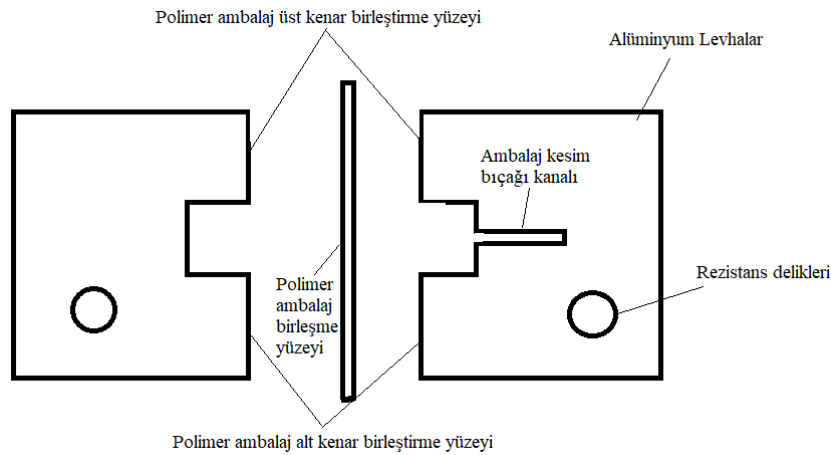 Polimer ambalaj üst kenar birleştirme yüzeyi
Alüminyum Levhalar
Ambalaj kesim
bıçağı kanalı
Rezistans delikleri
Polimer
ambalaj
birleşme
yüzeyi
Polimer ambalaj alt kenar birleştirme yüzeyi